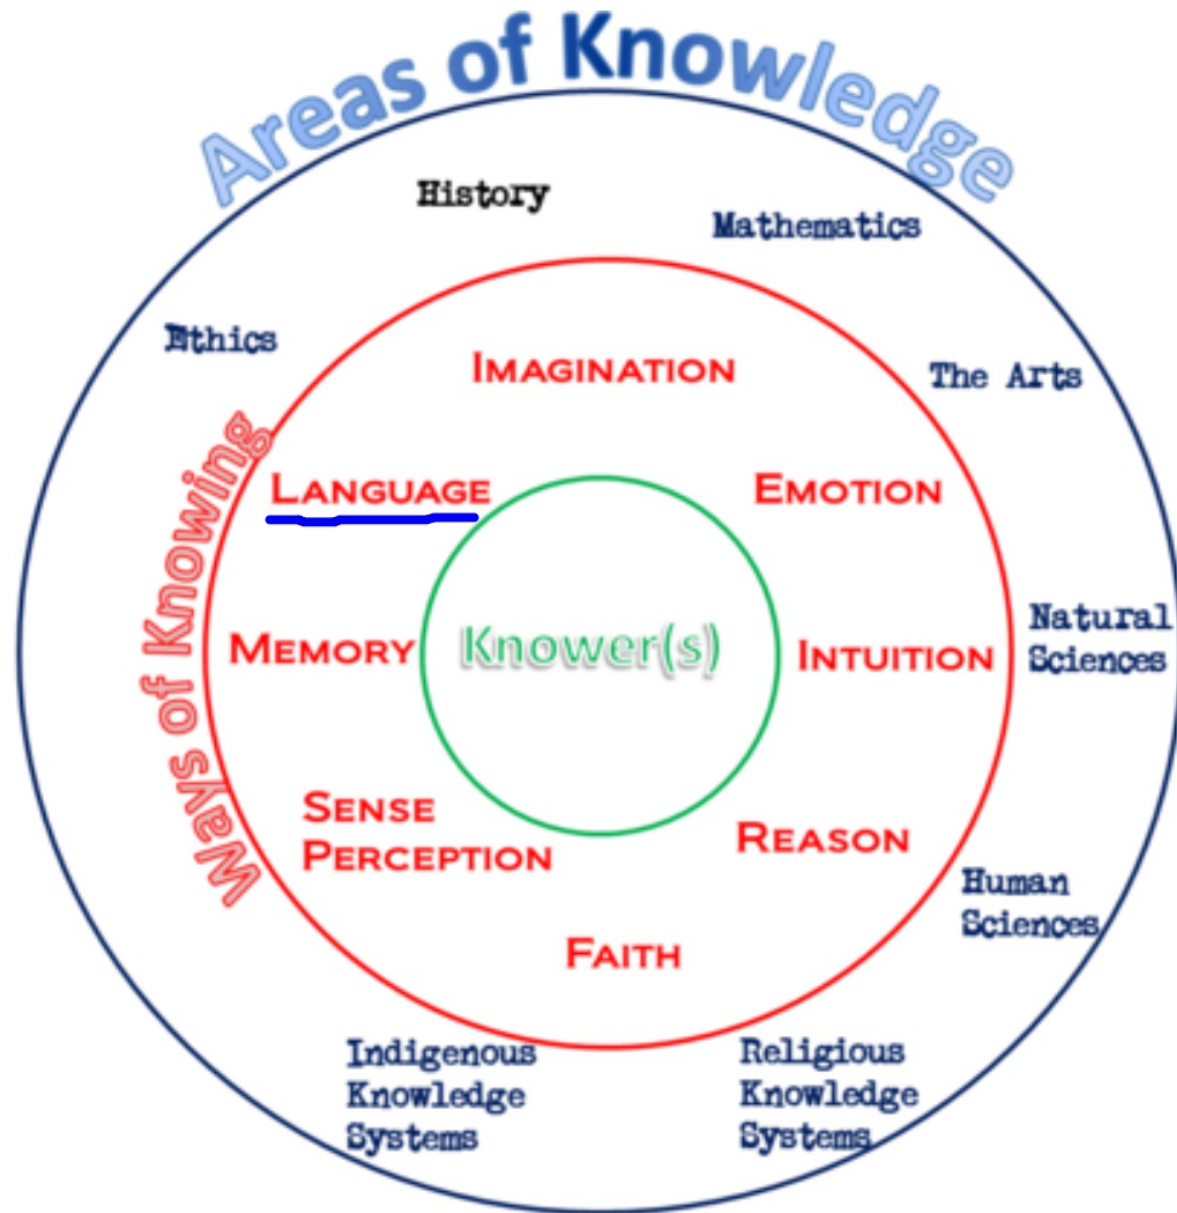 Areas of Knowledge
History
Mathematics
Ethics
The Arts
IMAGINATION
Ways of Knowing
LANGUAGE
EMOTION
MEMORY
Knower(s)
INTUITION
Natural
Sciences
SENSE
PERCEPTION
REASON
Human
Sciences
FAITH
Indigenous
Knowledge
Systems
Religious
Knowledge
Systems